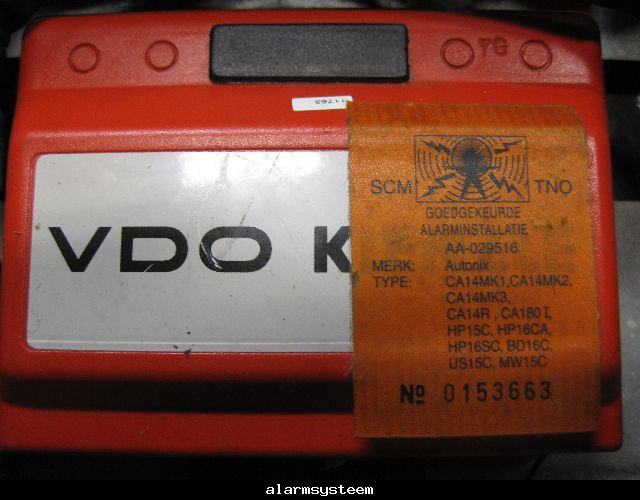 VDO K
SCM TNO
GOEDGEKEURDE
ALARMINSTALLATIE
AA-029516
MERK: Autonix
TYPE: CA14MK1,CA14MK2,
CA14MK3,
CA14R , CA180 I,
HP15C, HP16CA,
HP16SC, BD16C,
US15C, MW15C
Nº 0153663
alarmsysteem